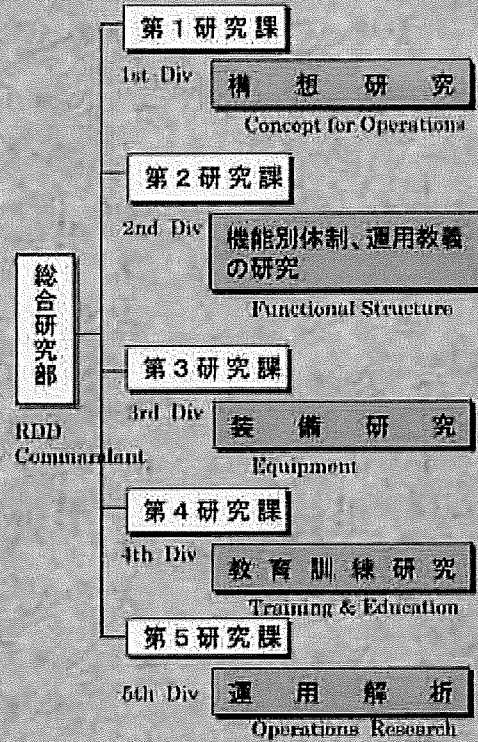 第1研究課
1st Div
構想研究
Concept for Operations
第2研究課
2nd Div
機能別体制、運用教義
の研究
Functional Structure
総合研究部
RDD
Commandant
第3研究課
3rd Div
装備研究
Equipment
第4研究課
4th Div
教育訓練研究
Training & Education
第5研究課
5th Div
運用解析
Operations Research